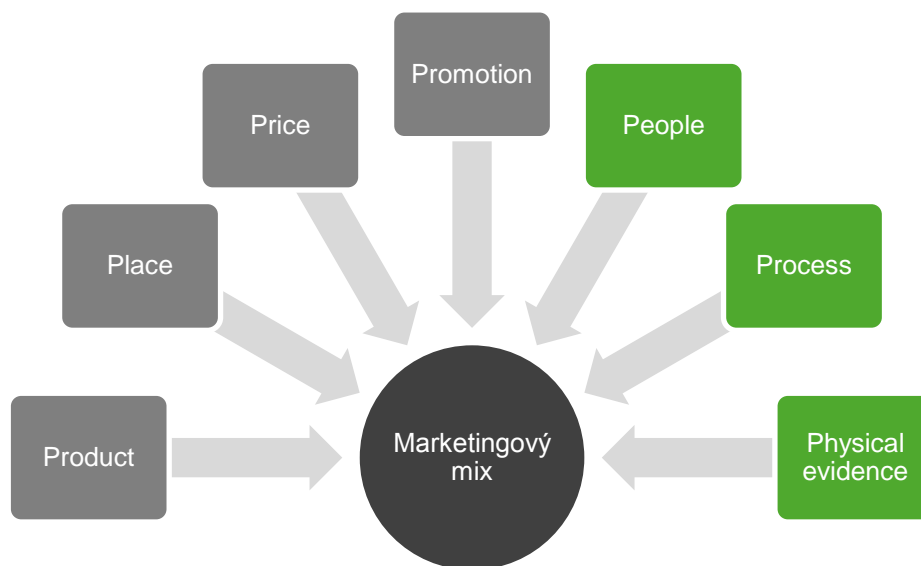 Promotion
Price
People
Place
Process
Product
Marketingový
mix
Physical
evidence